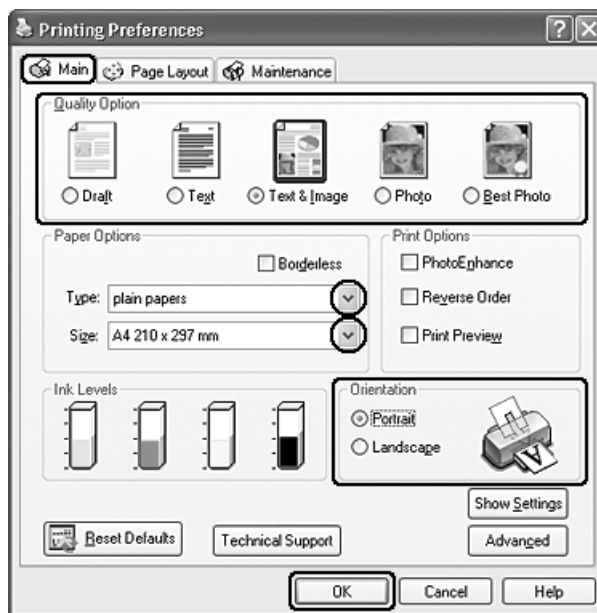 Printing Preferences
Main Page Layout Maintenance
Quality Option
Draft Text Text & Image Photo Best Photo
Paper Options Print Options
Borderless PhotoEnhance
Type: plain papers Reverse Order
Size: A4 210 x 297 mm Print Preview
Ink Levels Orientation
Portrait
Landscape
A
Show Settings
Reset Defaults Technical Support Advanced
OK Cancel Help